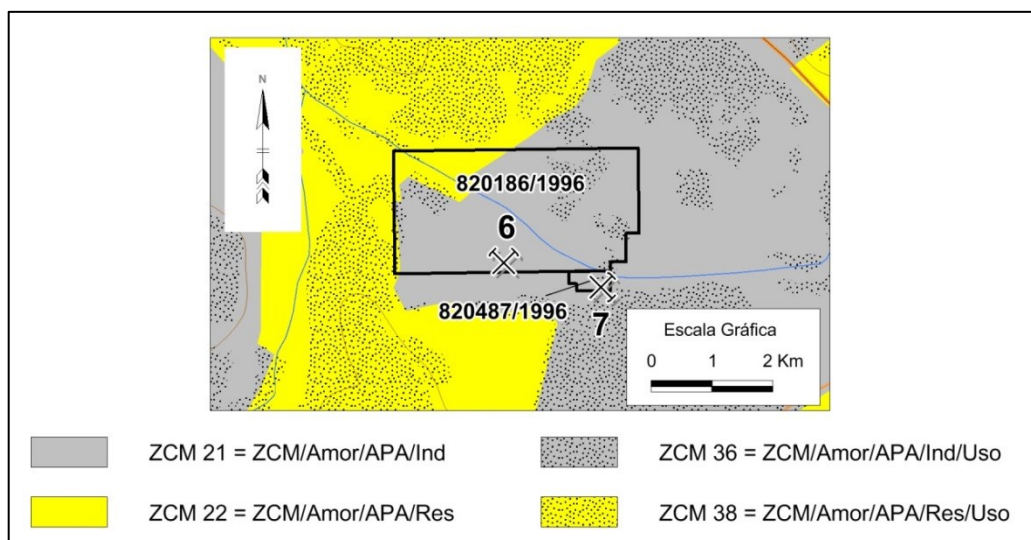 N
820186/1996
6
820487/1996
7
Escala Gráfica
0 1 2 Km
ZCM 21 = ZCM/Amor/APA/Ind
ZCM 36 = ZCM/Amor/APA/Ind/Uso
ZCM 22 = ZCM/Amor/APA/Res
ZCM 38 = ZCM/Amor/APA/Res/Uso